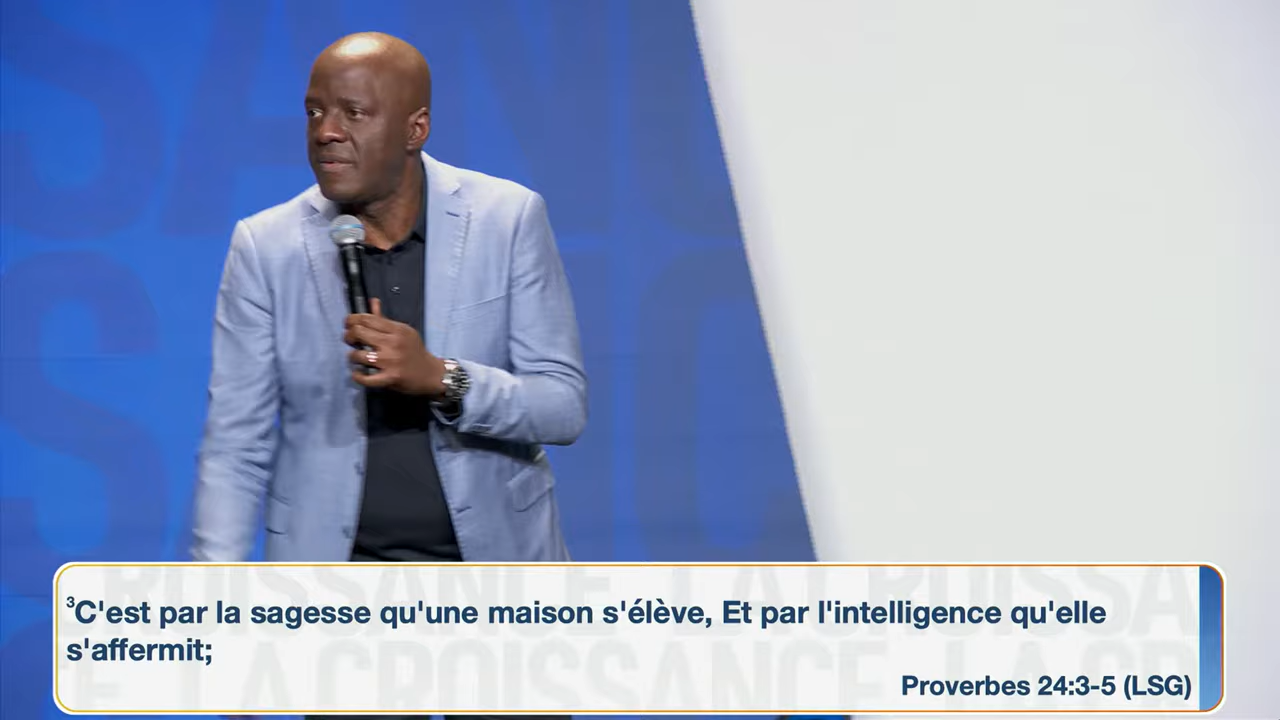 ³C'est par la sagesse qu'une maison s'élève, Et par l'intelligence qu'elle
s'affermit;
Proverbes 24:3-5 (LSG)